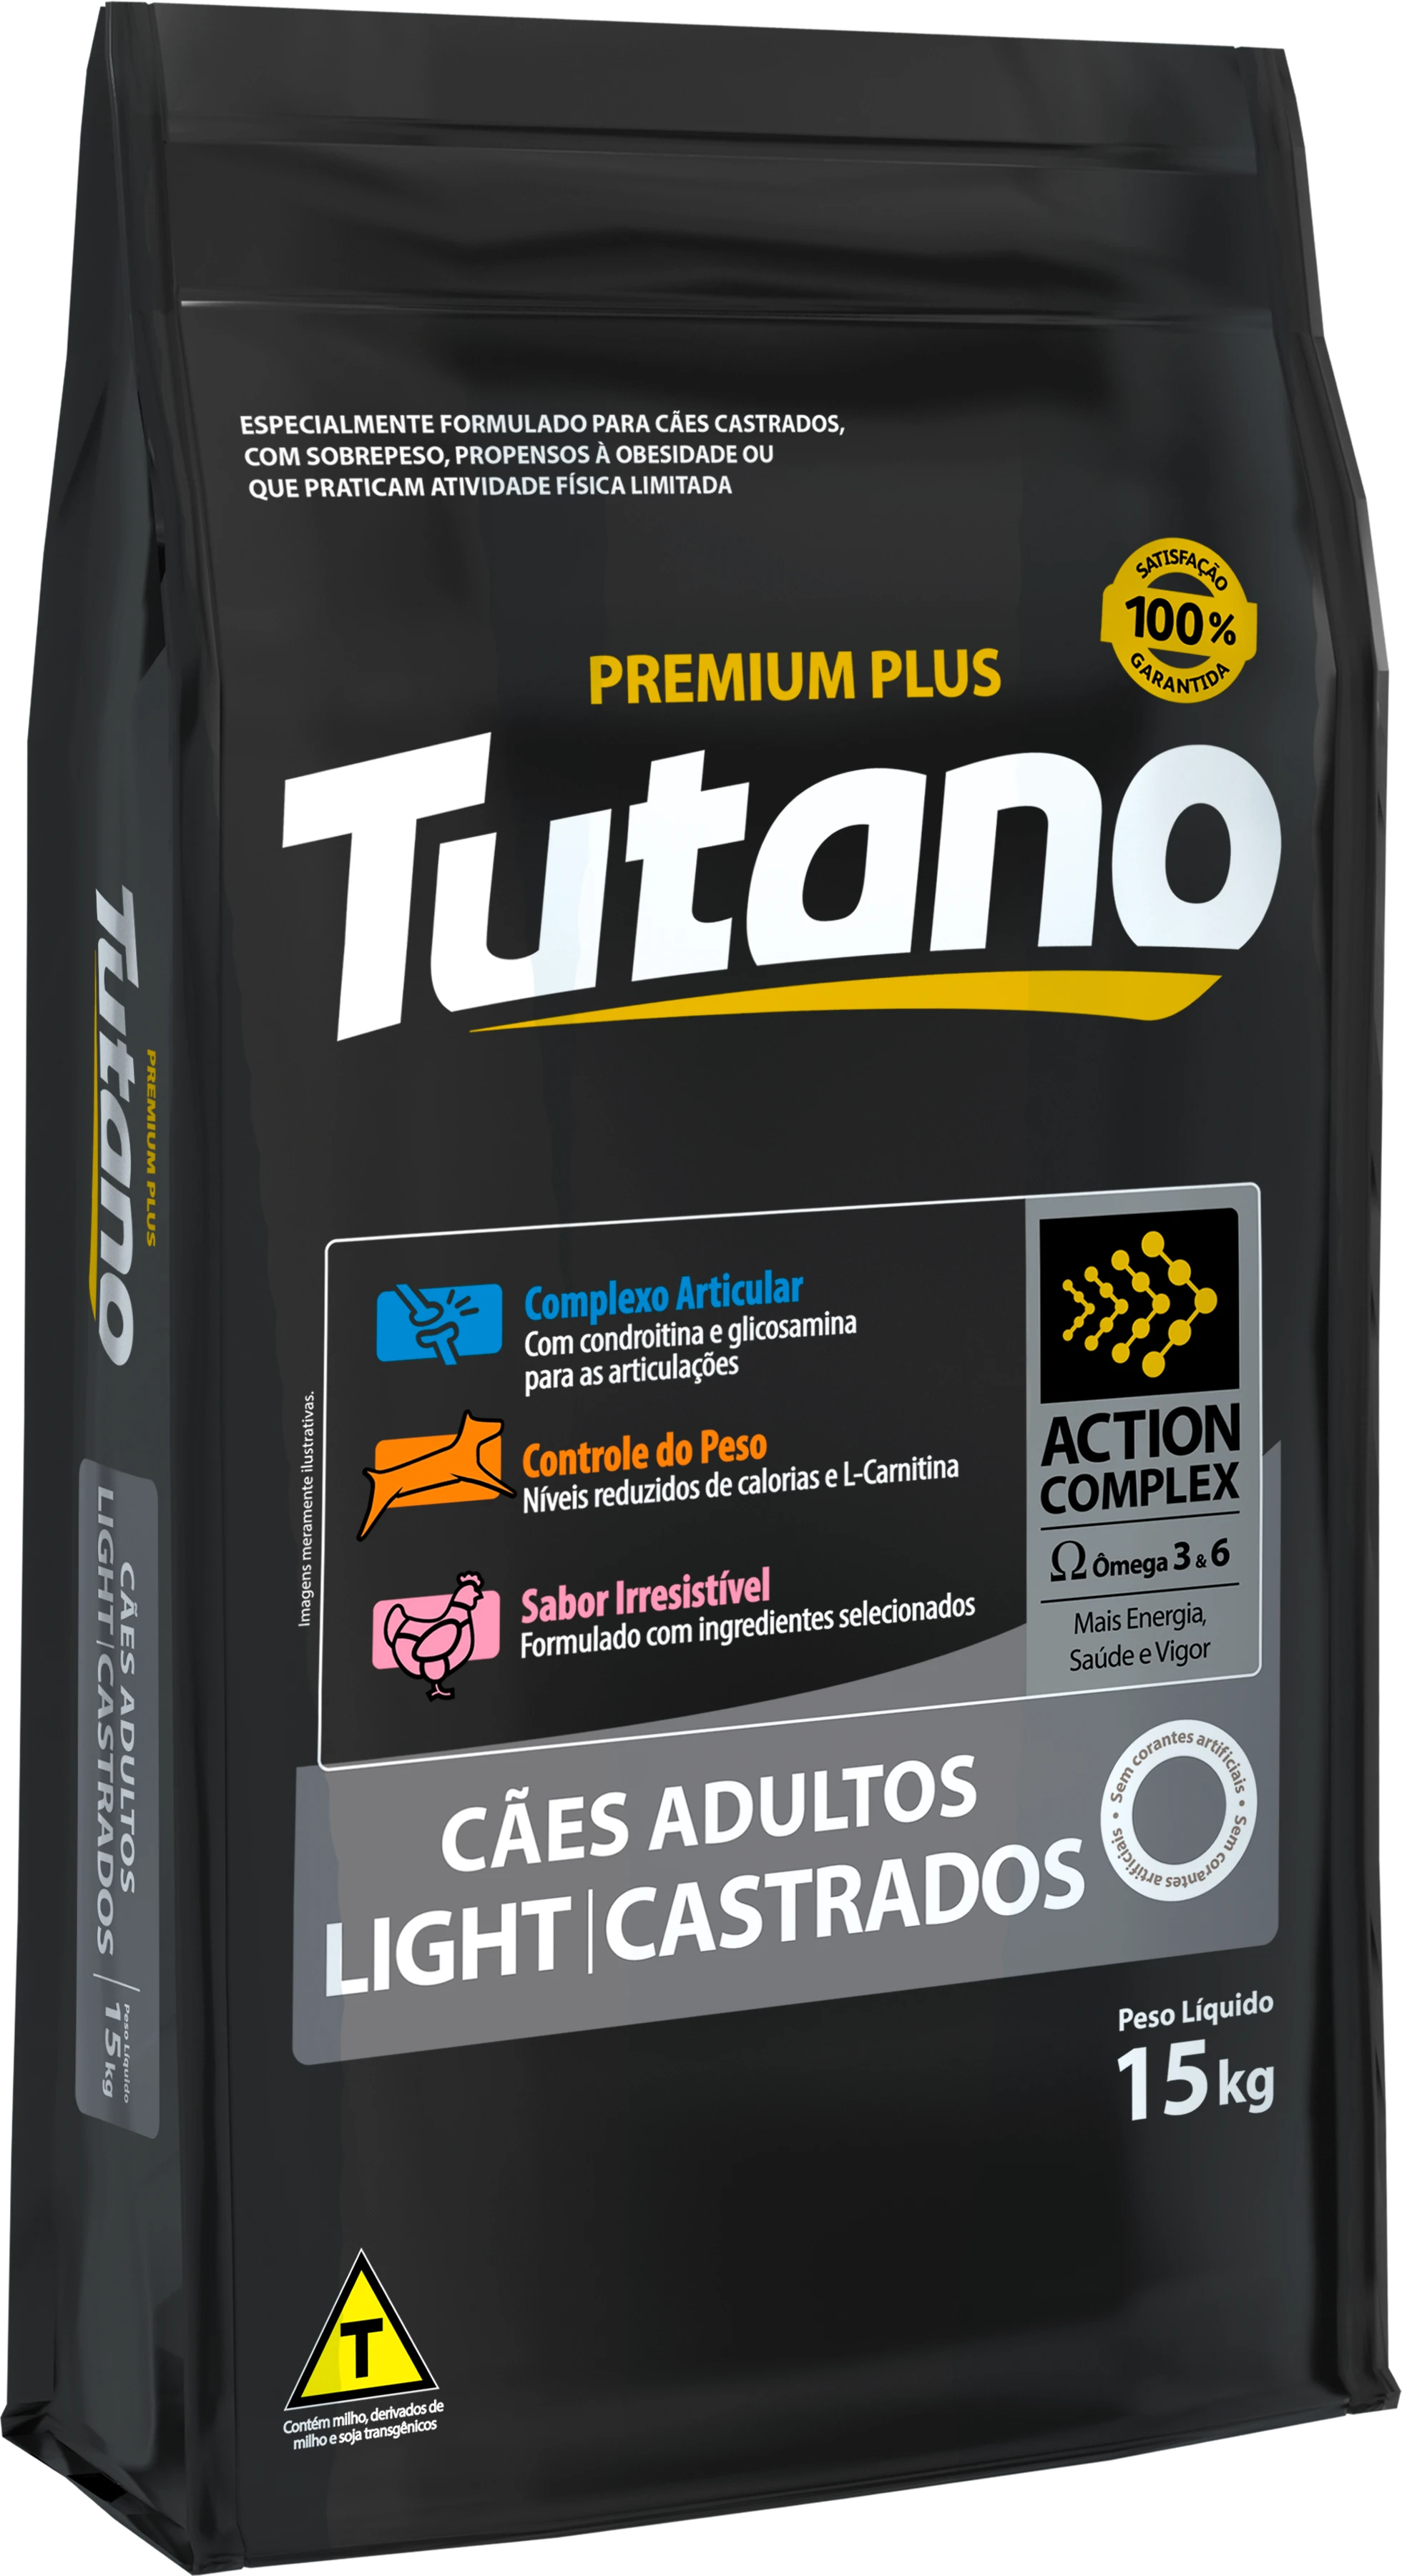 ESPECIALMENTE FORMULADO PARA CÃES CASTRADOS,
COM SOBREPESO, PROPENSOS À OBESIDADE OU
QUE PRATICAM ATIVIDADE FÍSICA LIMITADA
SATISFAÇÃO
100%
GARANTIDA
PREMIUM PLUS
Tutano
Complexo Articular
Com condroitina e glicosamina
para as articulações
Controle do Peso
Níveis reduzidos de calorias e L-Carnitina
Sabor Irresistível
Formulado com ingredientes selecionados
ACTION
COMPLEX
Ω Ômega 3 & 6
Mais Energia,
Saúde e Vigor
Imagens meramente ilustrativas.
CÃES ADULTOS
LIGHT|CASTRADOS
Sem corantes artificiais • Sem corantes artificiais •
Peso Líquido
15kg
T
Contém milho, derivados de
milho e soja transgênicos
PREMIUM PLUS
Tutano
CÃES ADULTOS
LIGHT|CASTRADOS
Peso Líquido
15kg